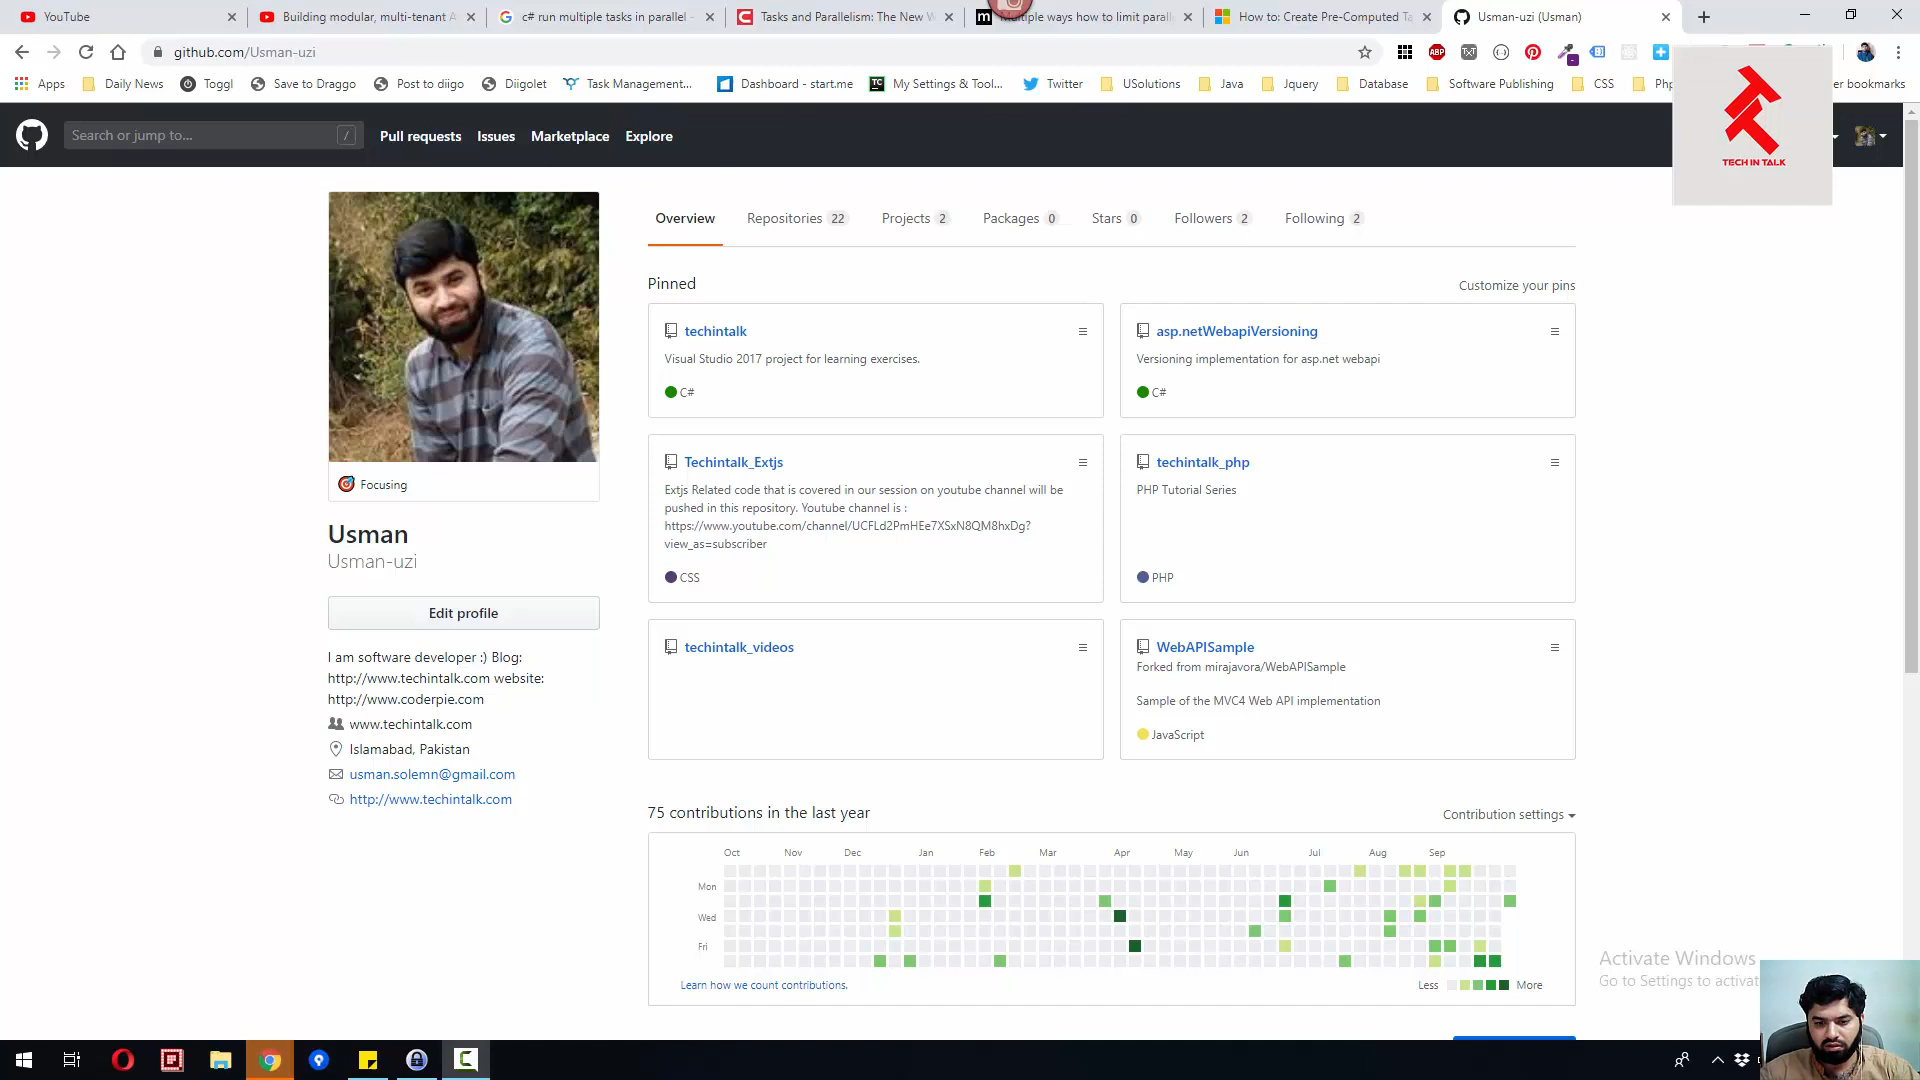 YouTube
Building modular, multi-tenant A
c# run multiple tasks in parallel -
Tasks and Parallelism: The New W
ultiple ways how to limit paralle
How to: Create Pre-Computed Ta
Usman-uzi (Usman)
github.com/Usman-uzi
Apps
Daily News
Toggl
Save to Draggo
Post to diigo
Diigolet
Task Management...
Dashboard - start.me
My Settings & Tool...
Twitter
USolutions
Java
Jquery
Database
Software Publishing
CSS
Php
er bookmarks
Search or jump to...
/
Pull requests
Issues
Marketplace
Explore
TECH IN TALK
Overview
Repositories 22
Projects 2
Packages 0
Stars 0
Followers 2
Following 2
Pinned
Customize your pins
techintalk
Visual Studio 2017 project for learning exercises.
C#
asp.netWebapiVersioning
Versioning implementation for asp.net webapi
C#
Techintalk_Extjs
Extjs Related code that is covered in our session on youtube channel will be
pushed in this repository. Youtube channel is :
https://www.youtube.com/channel/UCFLd2PmHEe7XSxN8QM8hxDg?
view_as=subscriber
CSS
techintalk_php
PHP Tutorial Series
PHP
techintalk_videos
WebAPISample
Forked from mirajavora/WebAPISample
Sample of the MVC4 Web API implementation
JavaScript
Focusing
Usman
Usman-uzi
Edit profile
I am software developer :) Blog:
http://www.techintalk.com website:
http://www.coderpie.com
www.techintalk.com
Islamabad, Pakistan
usman.solemn@gmail.com
http://www.techintalk.com
75 contributions in the last year
Contribution settings
Oct Nov Dec Jan Feb Mar Apr May Jun Jul Aug Sep
Mon
Wed
Fri
Learn how we count contributions.
Less
More
Activate Windows
Go to Settings to activat